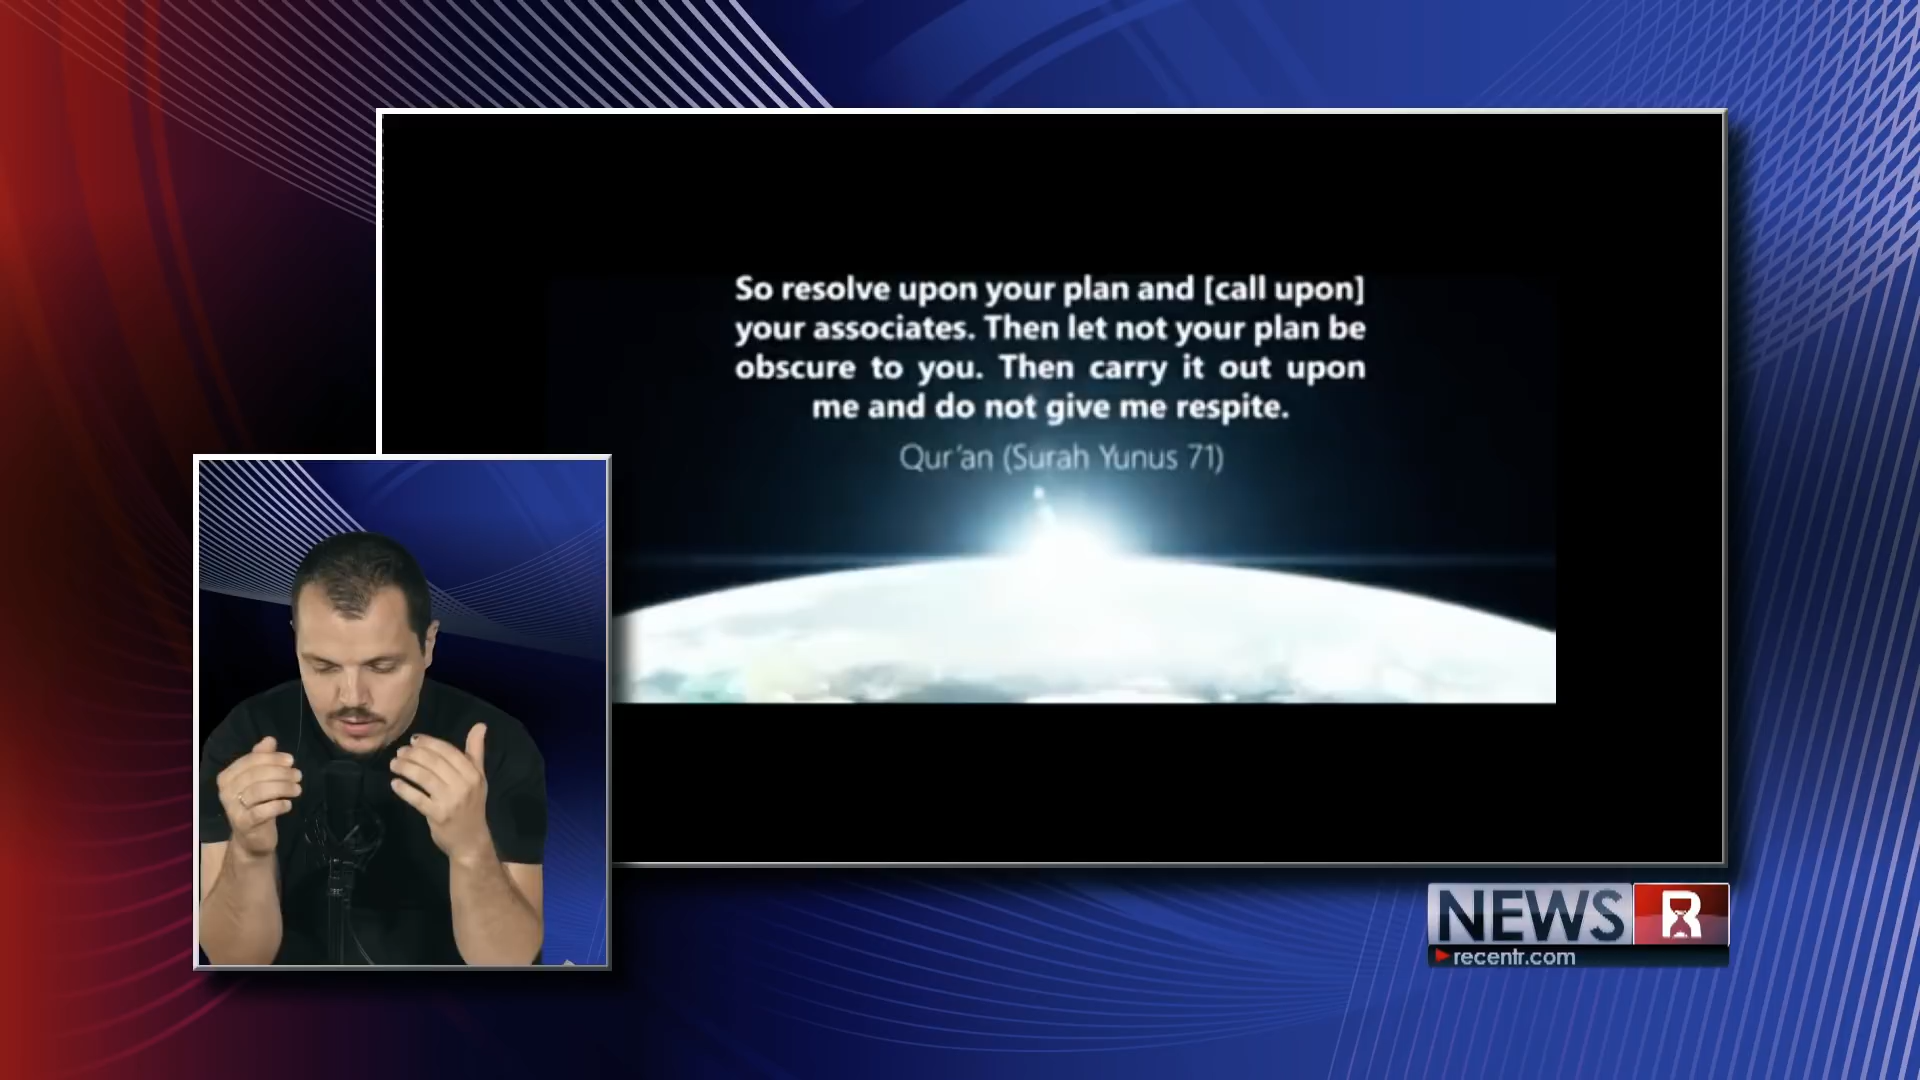 So resolve upon your plan and [call upon]
your associates. Then let not your plan be
obscure to you. Then carry it out upon
me and do not give me respite.
Qur'an (Surah Yunus 71)
NEWS R
recentr.com